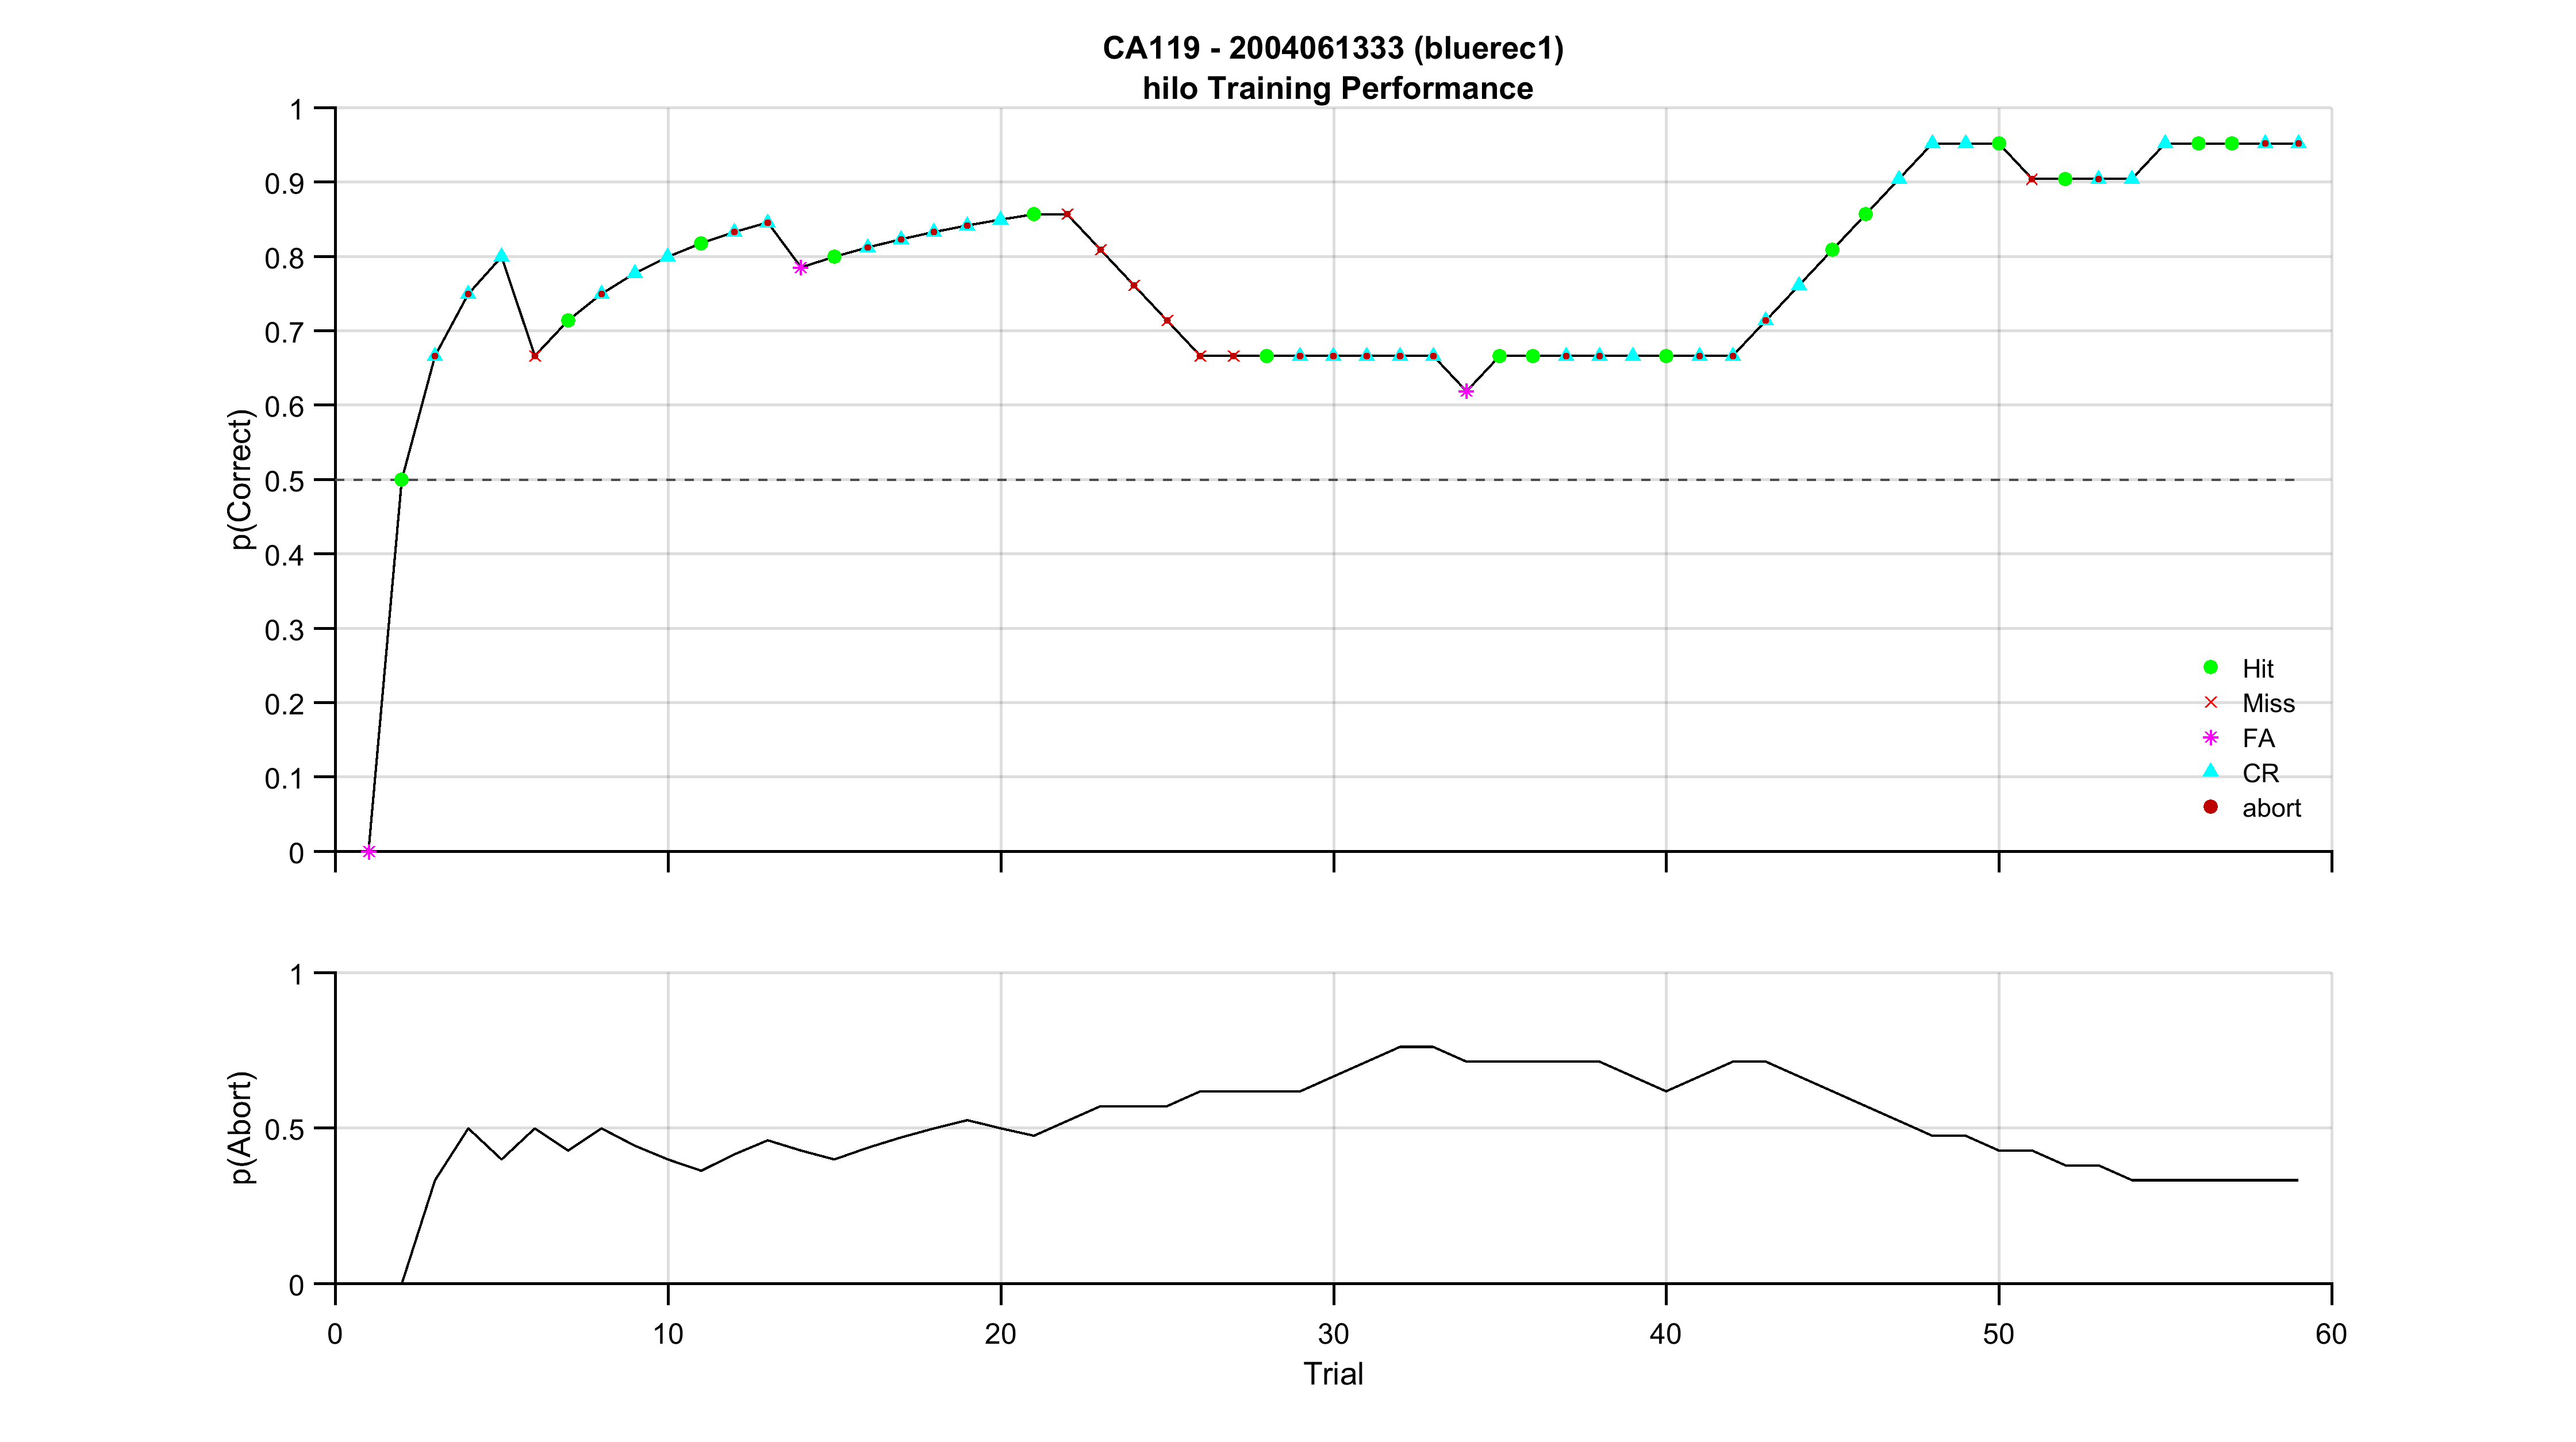 CA119 - 2004061333 (bluerec1)
hilo Training Performance
p(Correct)
1
0.9
0.8
0.7
0.6
0.5
0.4
0.3
0.2
0.1
0
Hit
Miss
FA
CR
abort
p(Abort)
1
0.5
0
0 10 20 30 40 50 60
Trial